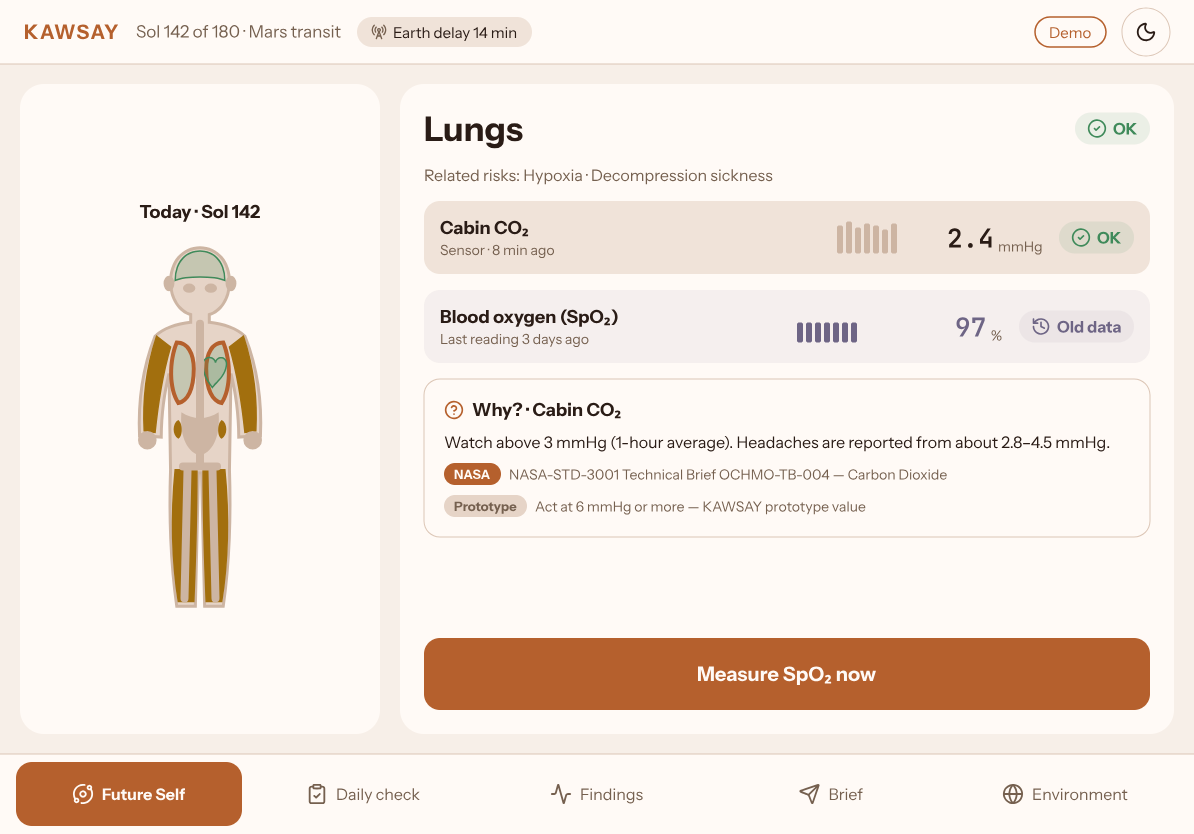 KAWSAY
Sol 142 of 180 · Mars transit
Earth delay 14 min
Demo
Today · Sol 142
Lungs
OK
Related risks: Hypoxia · Decompression sickness
Cabin CO₂
Sensor · 8 min ago
2.4 mmHg
OK
Blood oxygen (SpO₂)
Last reading 3 days ago
97 %
Old data
Why? · Cabin CO₂
Watch above 3 mmHg (1-hour average). Headaches are reported from about 2.8–4.5 mmHg.
NASA NASA-STD-3001 Technical Brief OCHMO-TB-004 — Carbon Dioxide
Prototype Act at 6 mmHg or more — KAWSAY prototype value
Measure SpO₂ now
Future Self
Daily check
Findings
Brief
Environment